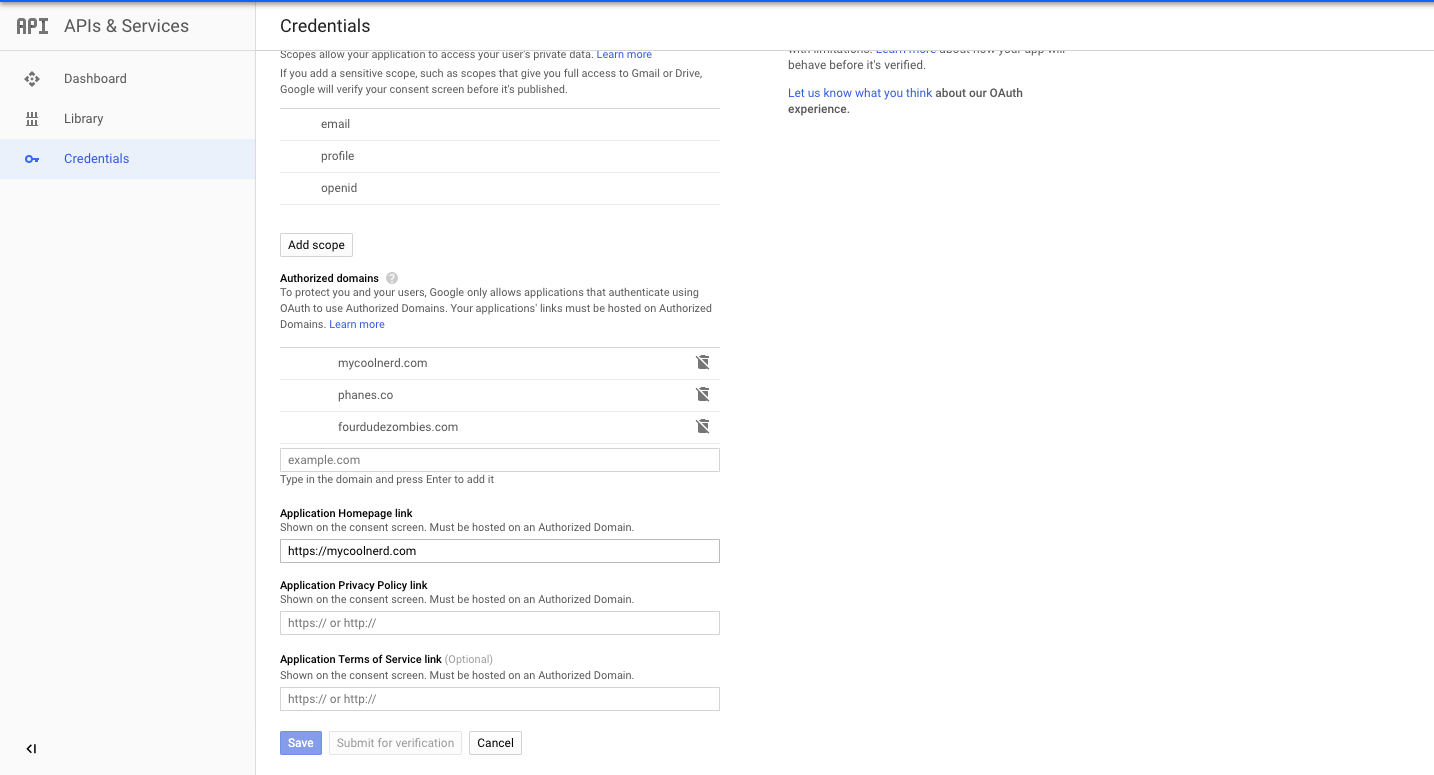 API APIs & Services
Credentials
Dashboard
Library
Credentials
Scopes allow your application to access your user's private data. Learn more
If you add a sensitive scope, such as scopes that give you full access to Gmail or Drive,
Google will verify your consent screen before it's published.
email
profile
openid
Add scope
Authorized domains ?
To protect you and your users, Google only allows applications that authenticate using
OAuth to use Authorized Domains. Your applications' links must be hosted on Authorized
Domains. Learn more
mycoolnerd.com
phanes.co
fourdudezombies.com
example.com
Type in the domain and press Enter to add it
Application Homepage link
Shown on the consent screen. Must be hosted on an Authorized Domain.
https://mycoolnerd.com
Application Privacy Policy link
Shown on the consent screen. Must be hosted on an Authorized Domain.
https:// or http://
Application Terms of Service link (Optional)
Shown on the consent screen. Must be hosted on an Authorized Domain.
https:// or http://
Save Submit for verification Cancel
with limitations. Learn more about how your app will
behave before it's verified.
Let us know what you think about our OAuth
experience.